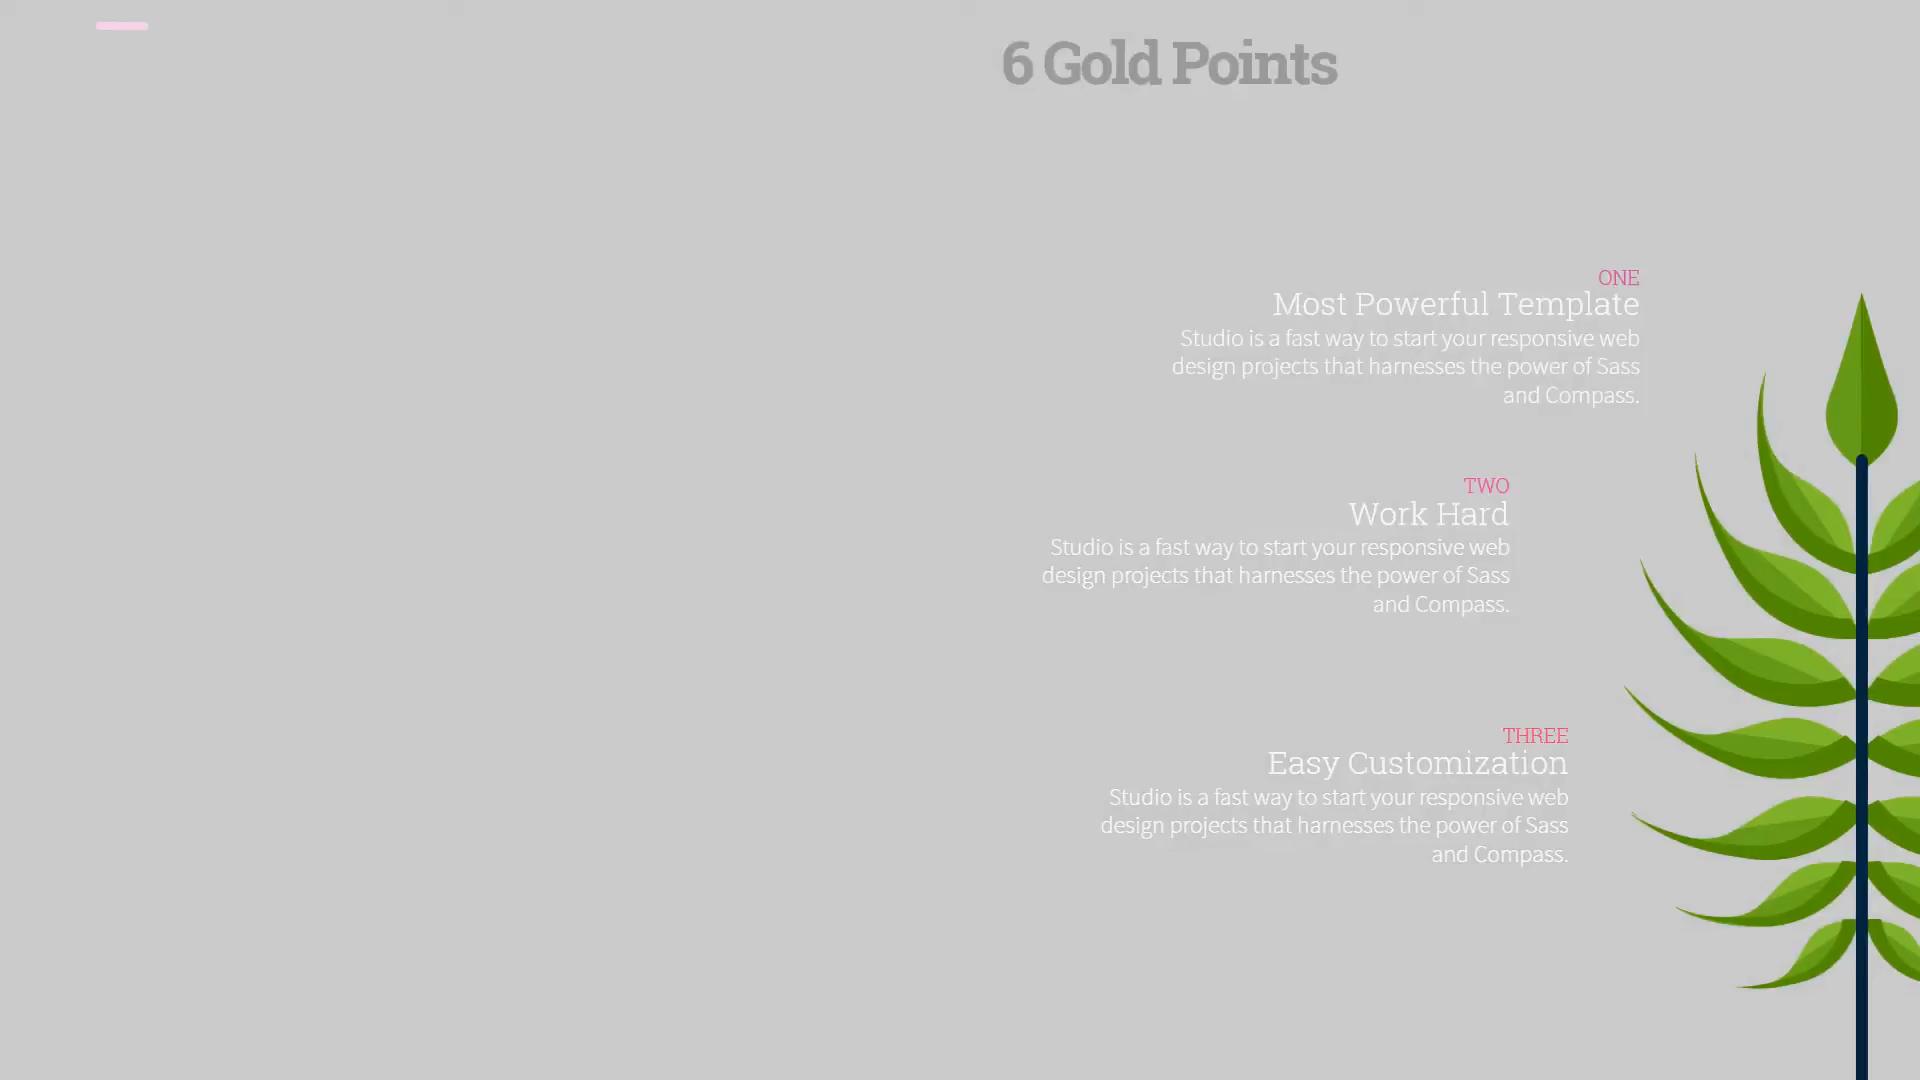 6 Gold Points
ONE
Most Powerful Template
Studio is a fast way to start your responsive web
design projects that harnesses the power of Sass
and Compass.
TWO
Work Hard
Studio is a fast way to start your responsive web
design projects that harnesses the power of Sass
and Compass.
THREE
Easy Customization
Studio is a fast way to start your responsive web
design projects that harnesses the power of Sass
and Compass.